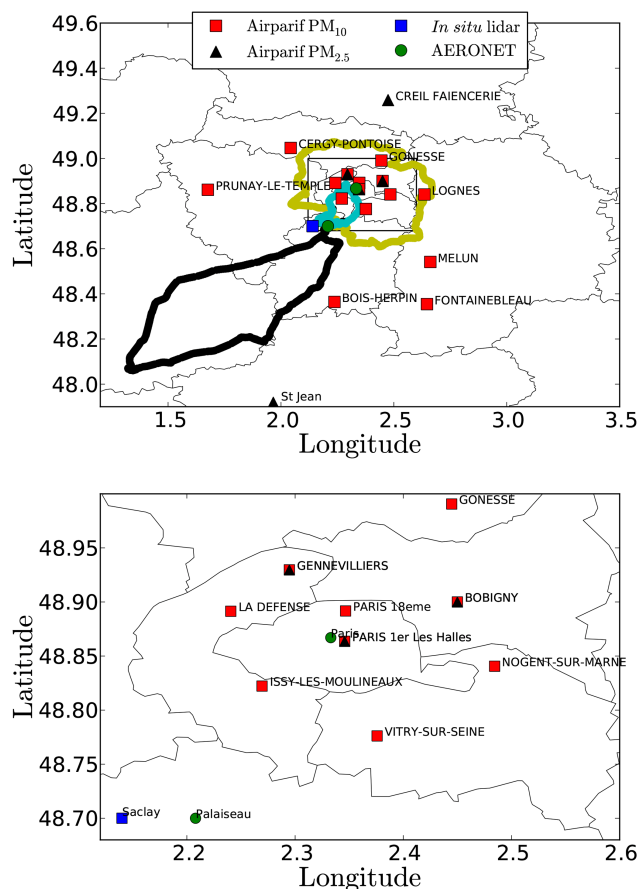 Airparif PM10 In situ lidar
Airparif PM2.5 AERONET
49.6
49.4
49.2
49.0
48.8
48.6
48.4
48.2
48.0
Latitude
CREIL FAIENCERIE
CERGY-PONTOISE
GONESSE
PRUNAY-LE-TEMPLE
LOGNES
MELUN
BOIS-HERPIN
FONTAINEBLEAU
St Jean
1.5 2.0 2.5 3.0 3.5
Longitude
48.95
48.90
48.85
48.80
48.75
48.70
Latitude
GONESSE
GENNEVILLIERS
LA DEFENSE
PARIS 18eme
BOBIGNY
Paris
PARIS 1er Les Halles
NOGENT-SUR-MARNE
ISSY-LES-MOULINEAUX
VITRY-SUR-SEINE
Saclay
Palaiseau
2.2 2.3 2.4 2.5 2.6
Longitude